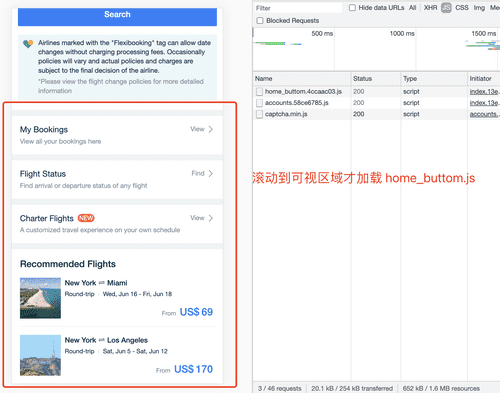 Search
Airlines marked with the "Flexibooking" tag can allow date
changes without charging processing fees. Occasionally
policies will vary and actual policies and charges are
subject to the final decision of the airline.
*Please view the flight change policies for more detailed
information
My Bookings
View
View all your bookings here
Flight Status
Find
Find arrival or departure status of any flight
Charter Flights NEW
View
A customized travel experience on your own schedule
Recommended Flights
New York ⇌ Miami
Round-trip Wed, Jun 16 - Fri, Jun 18
From US$ 69
New York ⇌ Los Angeles
Round-trip Sat, Jun 5 - Sat, Jun 12
From US$ 170
Filter
Hide data URLs All XHR JS CSS Img Me
Blocked Requests
500 ms 1000 ms 1500 ms
Name Status Type Initiator
home_buttom.4ccaac03.js 200 script index.13e
accounts.58ce6785.js 200 script index.13e
captcha.min.js 200 script accounts.
滚动到可视区域才加载 home_buttom.js
3 / 46 requests 20.1 kB / 254 kB transferred 652 kB / 1.6 MB resources